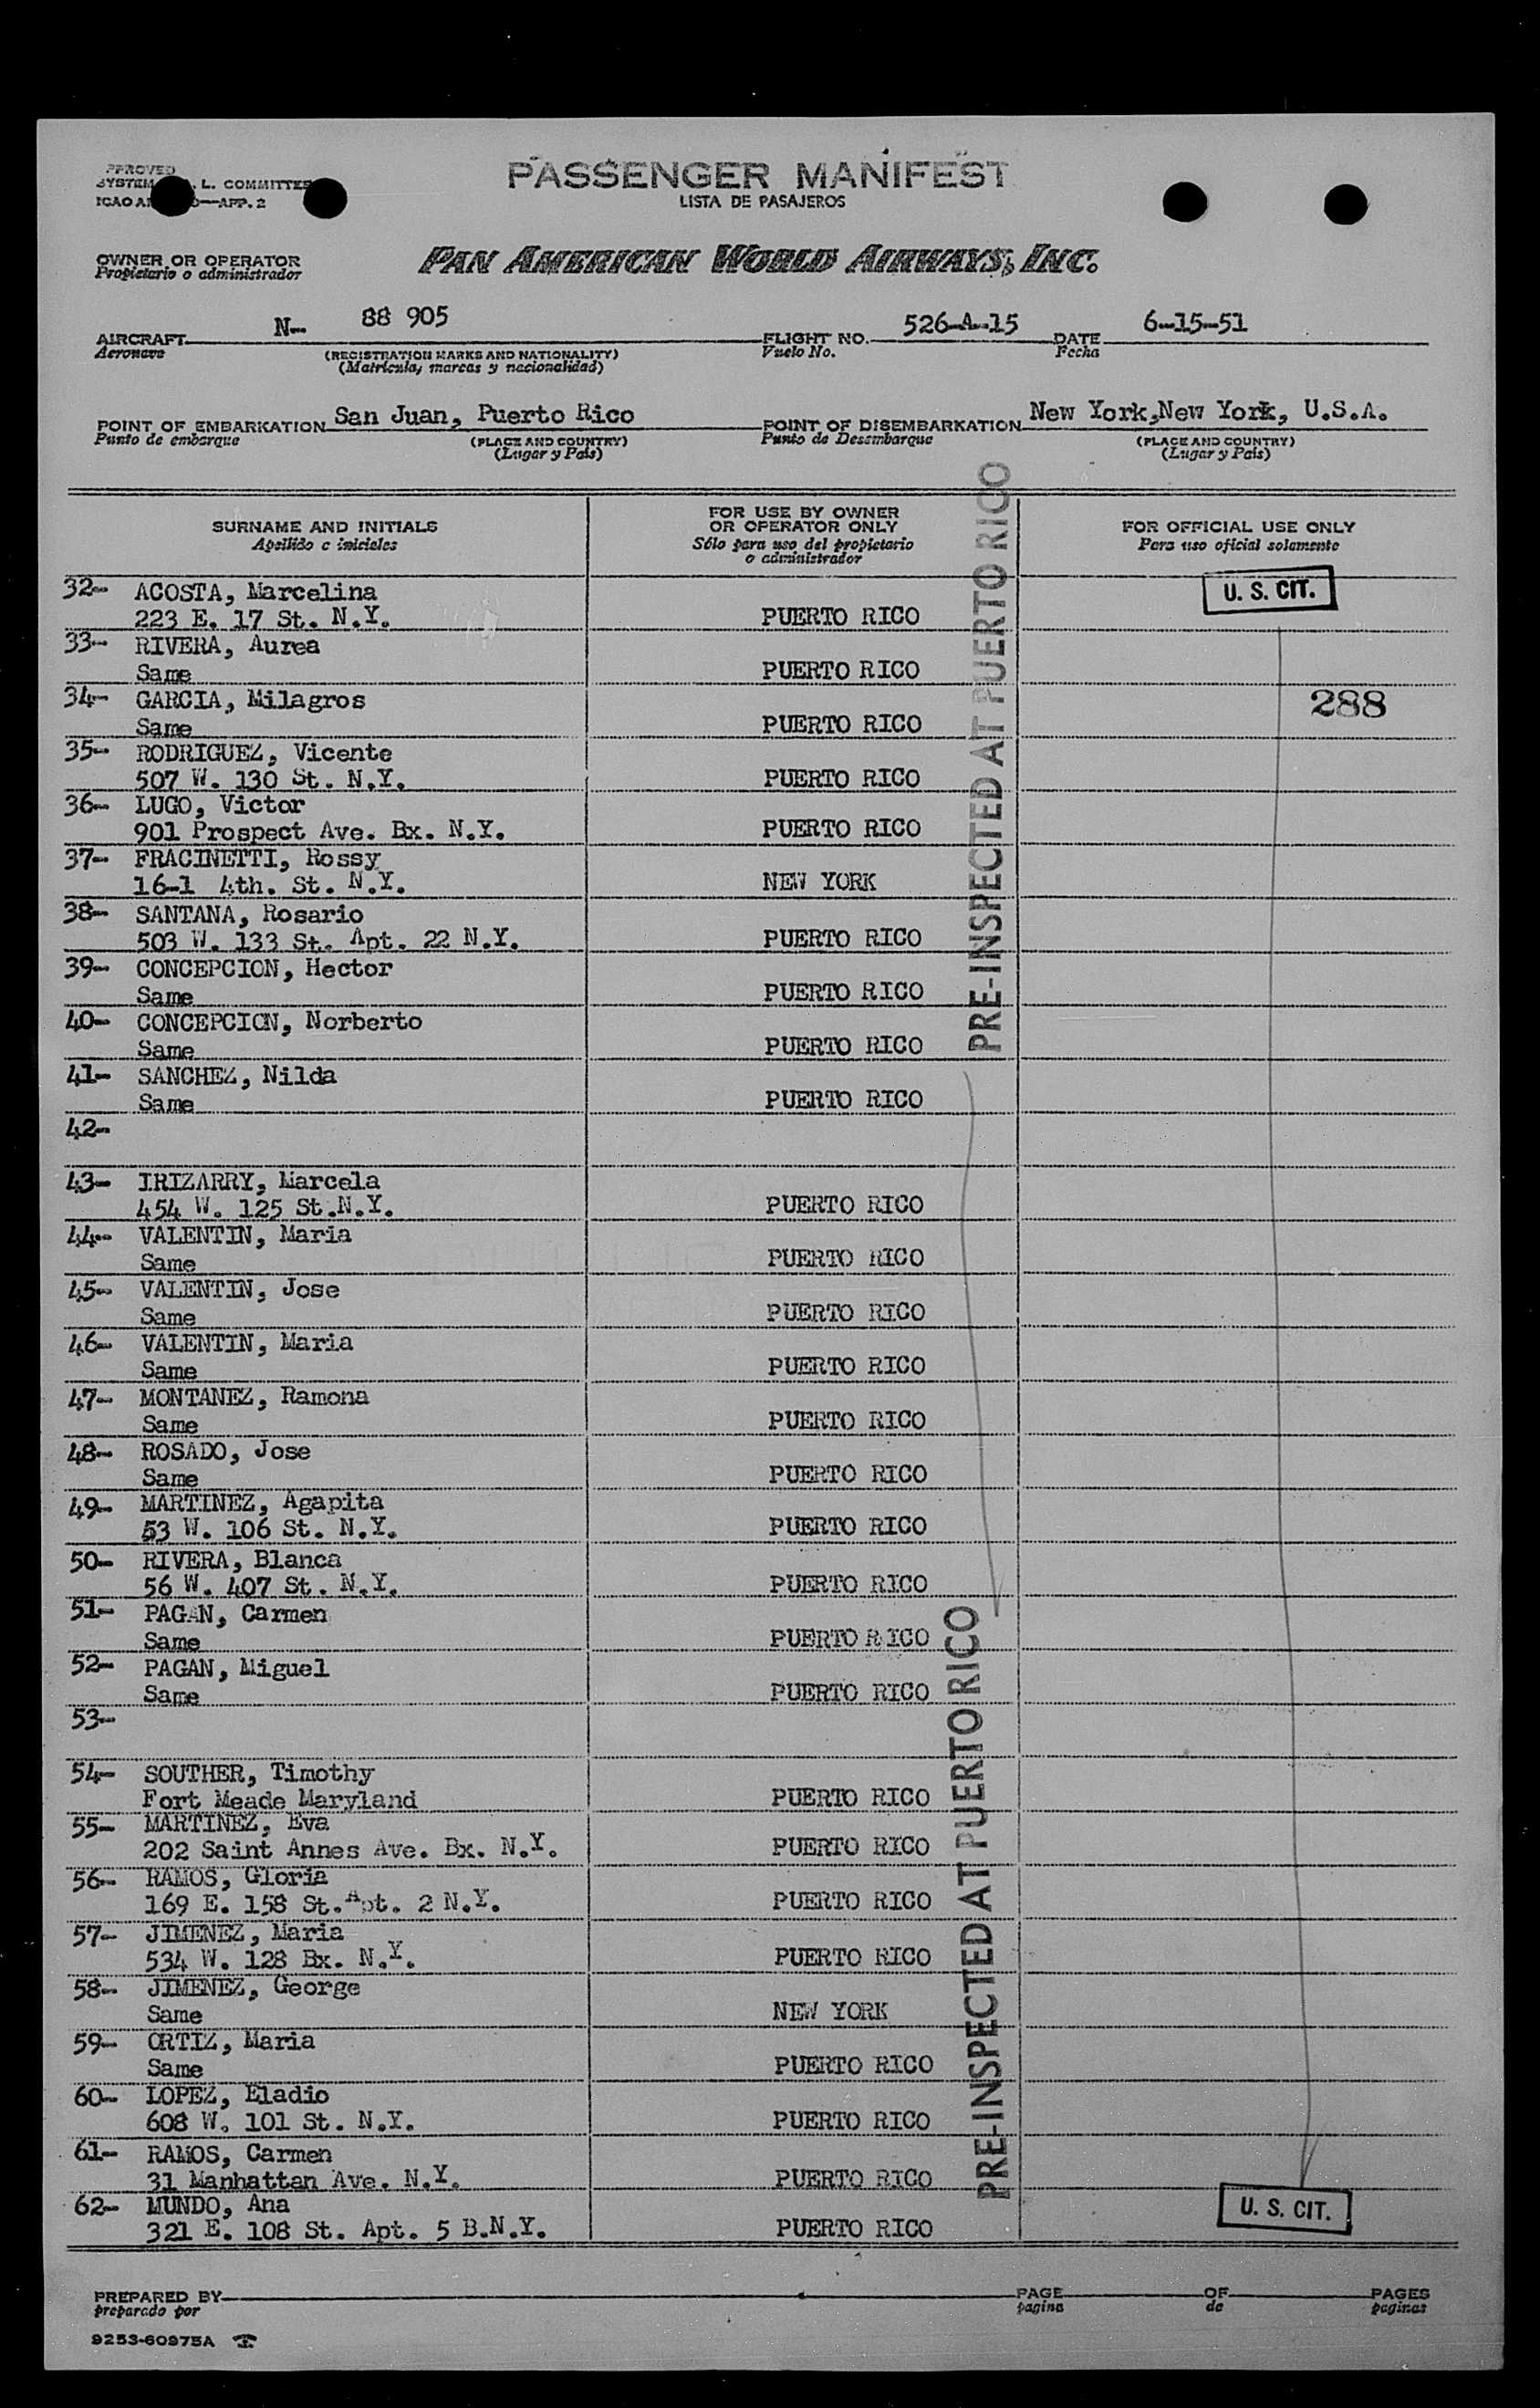 PPROVED
SYSTEM L. COMMITTEE
ICAO O—APP. 2
PASSENGER MANIFEST
LISTA DE PASAJEROS
OWNER OR OPERATOR
Propietario o administrador
PAN AMERICAN WORLD AIRWAYS, INC.
AIRCRAFT N- 88 905 FLIGHT NO. 526-A-15 DATE 6-15-51
Aeronave (REGISTRATION MARKS AND NATIONALITY) Vuelo No. Fecha
(Matrícula, marcas y nacionalidad)
POINT OF EMBARKATION San Juan, Puerto Rico POINT OF DISEMBARKATION New York,New York, U.S.A.
Punto de embarque (PLACE AND COUNTRY) Punto de Desembarque (PLACE AND COUNTRY)
(Lugar y País) (Lugar y País)
SURNAME AND INITIALS FOR USE BY OWNER OR OPERATOR ONLY FOR OFFICIAL USE ONLY
Apellido e iniciales Sólo para uso del propietario o administrador Para uso oficial solamente
32- ACOSTA, Marcelina U. S. CIT.
223 E. 17 St. N.Y. PUERTO RICO
33- RIVERA, Aurea
Same PUERTO RICO
34- GARCIA, Milagros 288
Same PUERTO RICO
35- RODRIGUEZ, Vicente
507 W. 130 St. N.Y. PUERTO RICO
36- LUGO, Victor
901 Prospect Ave. Bx. N.Y. PUERTO RICO
37- FRACINETTI, Rossy
16-1 4th. St. N.Y. NEW YORK
38- SANTANA, Rosario
503 W. 133 St. Apt. 22 N.Y. PUERTO RICO
39- CONCEPCION, Hector
Same PUERTO RICO
40- CONCEPCION, Norberto
Same PUERTO RICO
PRE-INSPECTED AT PUERTO RICO
41- SANCHEZ, Nilda
Same PUERTO RICO
42-
43- IRIZARRY, Marcela
454 W. 125 St.N.Y. PUERTO RICO
44- VALENTIN, Maria
Same PUERTO RICO
45- VALENTIN, Jose
Same PUERTO RICO
46- VALENTIN, Maria
Same PUERTO RICO
47- MONTANEZ, Ramona
Same PUERTO RICO
48- ROSADO, Jose
Same PUERTO RICO
49- MARTINEZ, Agapita
53 W. 106 St. N.Y. PUERTO RICO
50- RIVERA, Blanca
56 W. 407 St. N.Y. PUERTO RICO
51- PAGAN, Carmen
Same PUERTO RICO
52- PAGAN, Miguel
Same PUERTO RICO
53-
54- SOUTHER, Timothy
Fort Meade Maryland PUERTO RICO
55- MARTINEZ, Eva
202 Saint Annes Ave. Bx. N.Y. PUERTO RICO
56- RAMOS, Gloria
169 E. 158 St. Apt. 2 N.Y. PUERTO RICO
57- JIMENEZ, Maria
534 W. 128 Bx. N.Y. PUERTO RICO
58- JIMENEZ, George
Same NEW YORK
59- ORTIZ, Maria
Same PUERTO RICO
60- LOPEZ, Eladio
608 W. 101 St. N.Y. PUERTO RICO
61- RAMOS, Carmen
31 Manhattan Ave. N.Y. PUERTO RICO
PRE-INSPECTED AT PUERTO RICO
62- MUNDO, Ana U. S. CIT.
321 E. 108 St. Apt. 5 B.N.Y. PUERTO RICO
PREPARED BY PAGE OF PAGES
preparado por pagina de paginas
9253-60975A